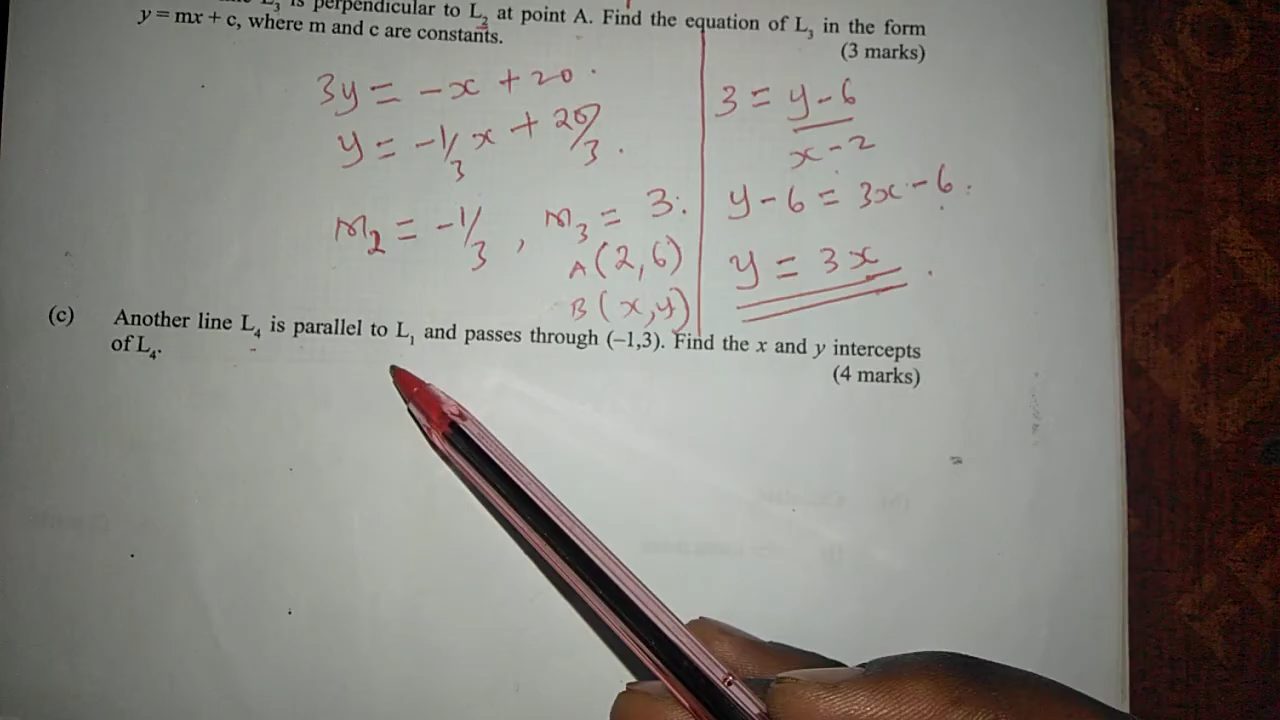 L₃ is perpendicular to L₂ at point A. Find the equation of L₃ in the form
y = mx + c, where m and c are constants.
(3 marks)
3y = -x + 20.
y = -1/3 x + 20/3.
m₂ = -1/3, m₃ = 3.
A(2,6)
B(x,y)
3 = y-6
x-2
y-6 = 3x-6.
y = 3x.
(c) Another line L₄ is parallel to L₁ and passes through (–1,3). Find the x and y intercepts
of L₄.
(4 marks)